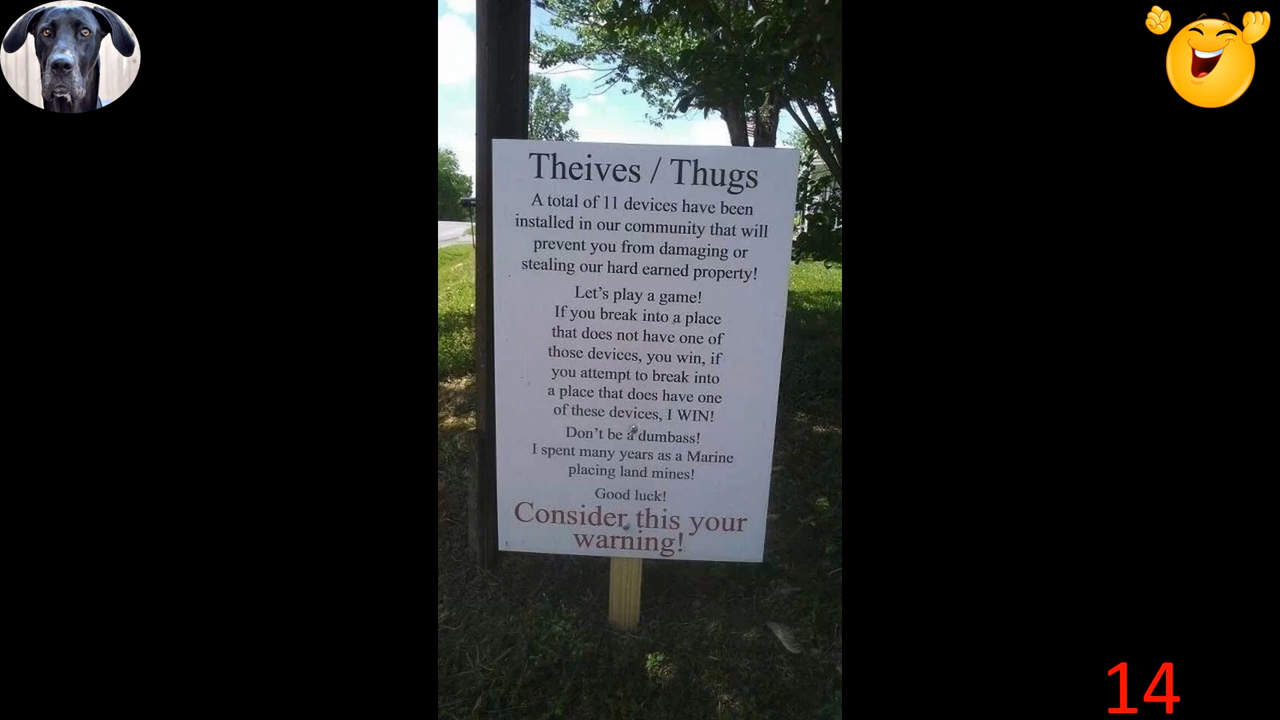 Theives / Thugs
A total of 11 devices have been
installed in our community that will
prevent you from damaging or
stealing our hard earned property!
Let's play a game!
If you break into a place
that does not have one of
those devices, you win, if
you attempt to break into
a place that does have one
of these devices, I WIN!
Don't be a dumbass!
I spent many years as a Marine
placing land mines!
Good luck!
Consider this your
warning!
14